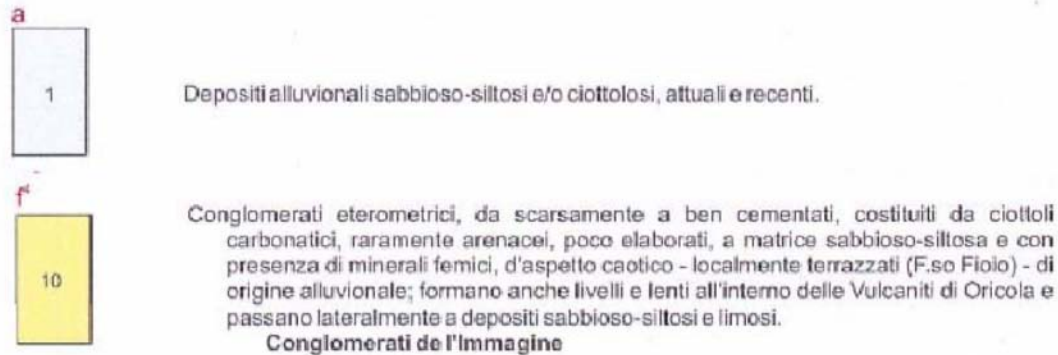 a
1
Depositi alluvionali sabbioso-siltosi e/o ciottolosi, attuali e recenti.
f⁴
10
Conglomerati eterometrici, da scarsamente a ben cementati, costituiti da ciottoli
carbonatici, raramente arenacei, poco elaborati, a matrice sabbioso-siltosa e con
presenza di minerali femici, d'aspetto caotico - localmente terrazzati (F.so Fiolo) - di
origine alluvionale; formano anche livelli e lenti all'interno delle Vulcaniti di Oricola e
passano lateralmente a depositi sabbioso-siltosi e limosi.
Conglomerati de l'Immagine